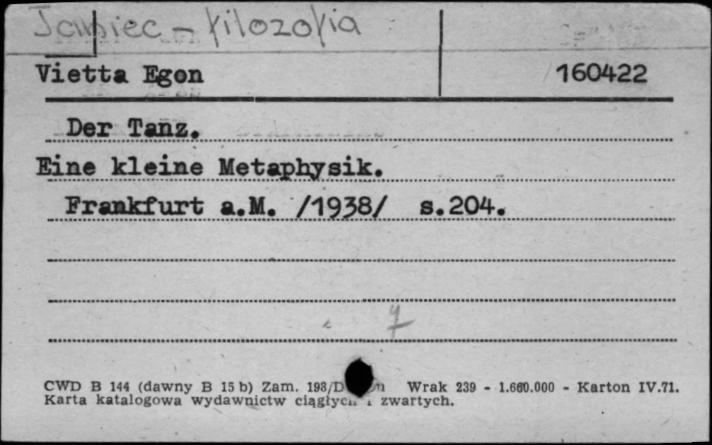 Taniec - filozofia
Vietta Egon 160422
Der Tanz.
Eine kleine Metaphysik.
Frankfurt a.M. /1938/ s.204.
CWD B 144 (dawny B 15 b) Zam. 198/D Wrak 239 - 1.660.000 - Karton IV.71.
Karta katalogowa wydawnictw ciągłych i zwartych.